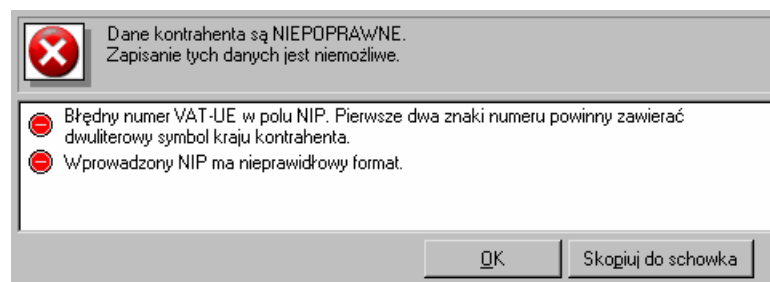 Dane kontrahenta są NIEPOPRAWNE.
Zapisanie tych danych jest niemożliwe.
Błędny numer VAT-UE w polu NIP. Pierwsze dwa znaki numeru powinny zawierać
dwuliterowy symbol kraju kontrahenta.
Wprowadzony NIP ma nieprawidłowy format.
OK
Skopiuj do schowka